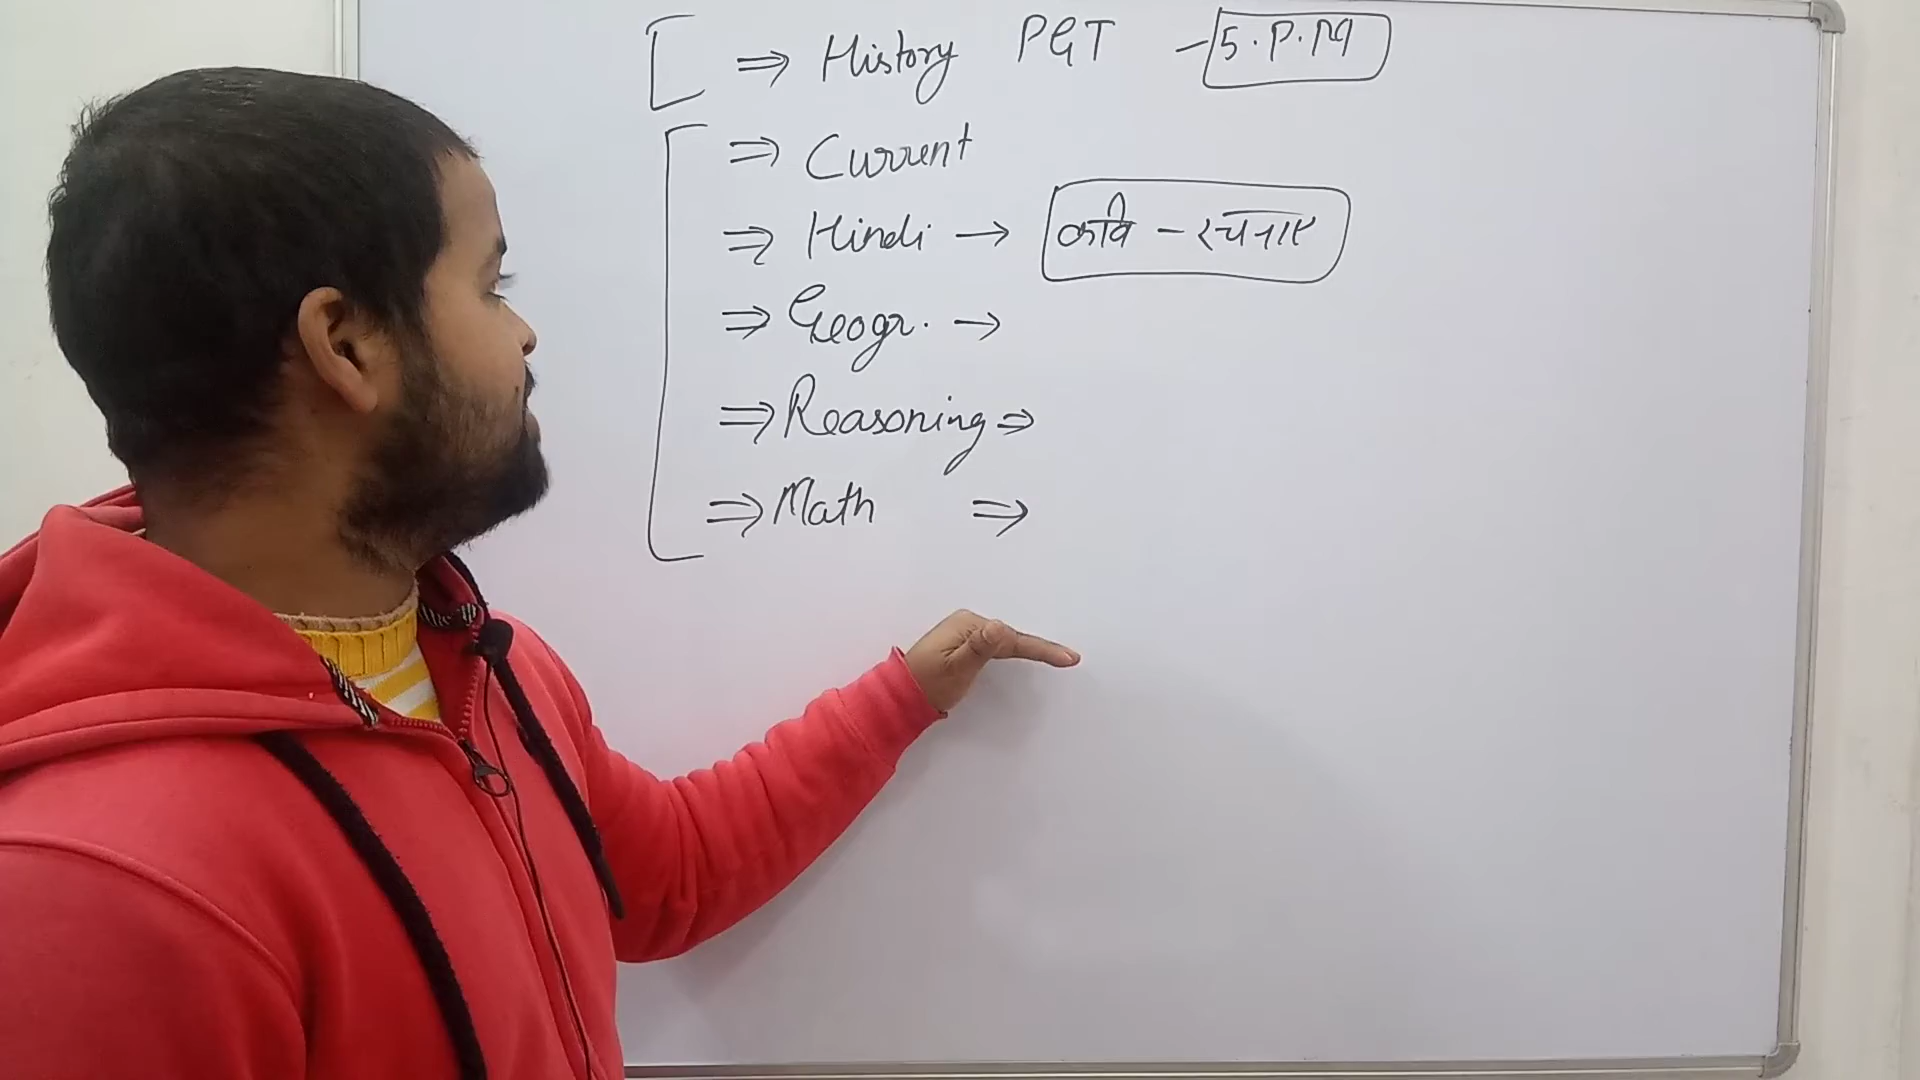 [ ⇒ History PGT - 5.P.M
[ ⇒ Current
⇒ Hindi → कवि - रचनाए
⇒ Geogr. →
⇒ Reasoning ⇒
⇒ Math ⇒